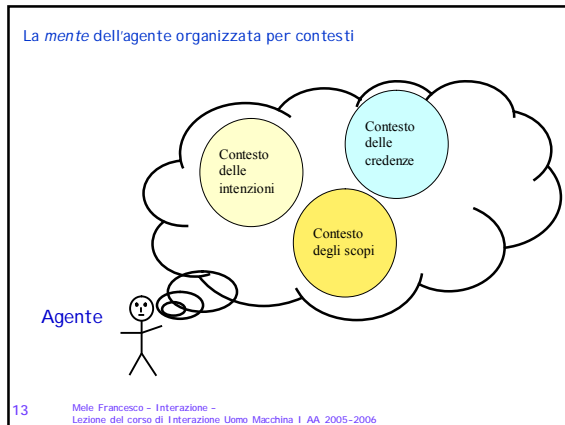 La mente dell'agente organizzata per contesti
Contesto
delle
credenze
Contesto
delle
intenzioni
Contesto
degli scopi
Agente
13
Mele Francesco – Interazione –
Lezione del corso di Interazione Uomo Macchina I AA 2005-2006